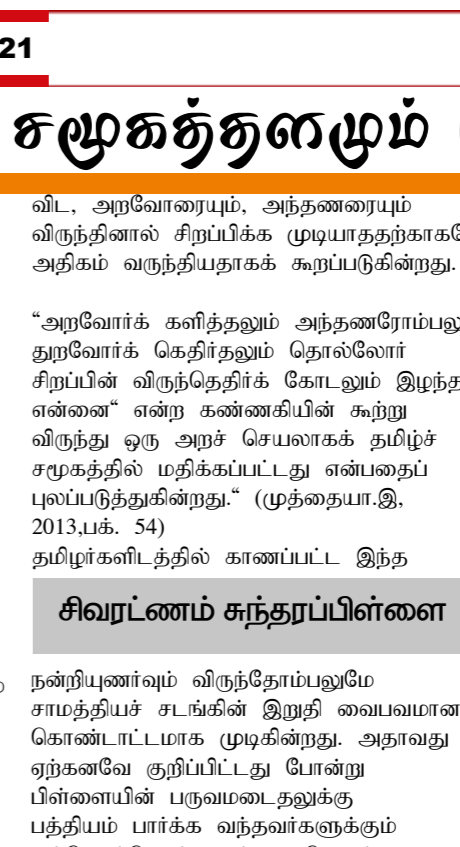 21
சமூகத்தளமும்
விட, அறவோரையும், அந்தணரையும்
விருந்தினால் சிறப்பிக்க முடியாததற்காக
அதிகம் வருந்தியதாகக் கூறப்படுகின்றது.
“அறவோர்க் களித்தலும் அந்தணரோம்பலு
துறவோர்க் கெதிர்தலும் தொல்லோர்
சிறப்பின் விருந்தெதிர்க் கோடலும் இழந்த
என்னை“ என்ற கண்ணகியின் கூற்று
விருந்து ஒரு அறச் செயலாகக் தமிழ்ச்
சமூகத்தில் மதிக்கப்பட்டது என்பதைப்
புலப்படுத்துகின்றது.“ (முத்தையா.இ,
2013,பக். 54)
தமிழர்களிடத்தில் காணப்பட்ட இந்த
சிவரட்ணம் சுந்தரப்பிள்ளை
நன்றியுணர்வும் விருந்தோம்பலுமே
சாமத்தியச் சடங்கின் இறுதி வைபவமான
கொண்டாட்டமாக முடிகின்றது. அதாவது
ஏற்கனவே குறிப்பிட்டது போன்று
பிள்ளையின் பருவமடைதலுக்கு
பத்தியம் பார்க்க வந்தவர்களுக்கும்